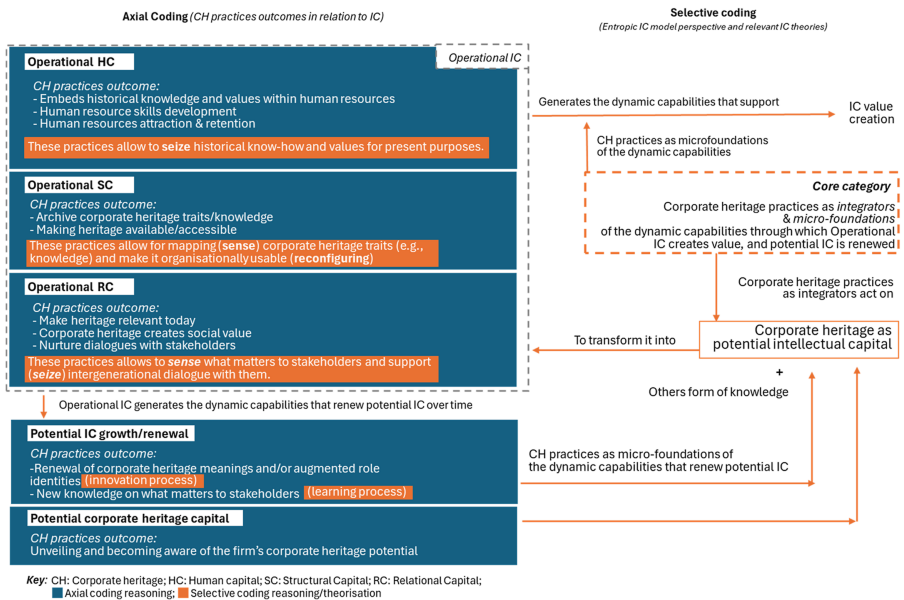 Axial Coding (CH practices outcomes in relation to IC)
Selective coding
(Entropic IC model perspective and relevant IC theories)
Operational IC
Operational HC
CH practices outcome:
- Embeds historical knowledge and values within human resources
- Human resource skills development
- Human resources attraction & retention
These practices allow to seize historical know-how and values for present purposes.
Operational SC
CH practices outcome:
- Archive corporate heritage traits/knowledge
- Making heritage available/accessible
These practices allow for mapping (sense) corporate heritage traits (e.g.,
knowledge) and make it organisationally usable (reconfiguring)
Operational RC
CH practices outcome:
- Make heritage relevant today
- Corporate heritage creates social value
- Nurture dialogues with stakeholders
These practices allows to sense what matters to stakeholders and support
(seize) intergenerational dialogue with them.
Operational IC generates the dynamic capabilities that renew potential IC over time
Potential IC growth/renewal
CH practices outcome:
-Renewal of corporate heritage meanings and/or augmented role
identities (innovation process)
- New knowledge on what matters to stakeholders (learning process)
Potential corporate heritage capital
CH practices outcome:
Unveiling and becoming aware of the firm's corporate heritage potential
Generates the dynamic capabilities that support
IC value
creation
CH practices as microfoundations
of the dynamic capabilities
Core category
Corporate heritage practices as integrators
& micro-foundations
of the dynamic capabilities through which Operational
IC creates value, and potential IC is renewed
Corporate heritage practices
as integrators act on
To transform it into
Corporate heritage as
potential intellectual capital
+
Others form of knowledge
CH practices as micro-foundations of
the dynamic capabilities that renew potential IC
Key: CH: Corporate heritage; HC: Human capital; SC: Structural Capital; RC: Relational Capital;
Axial coding reasoning; Selective coding reasoning/theorisation